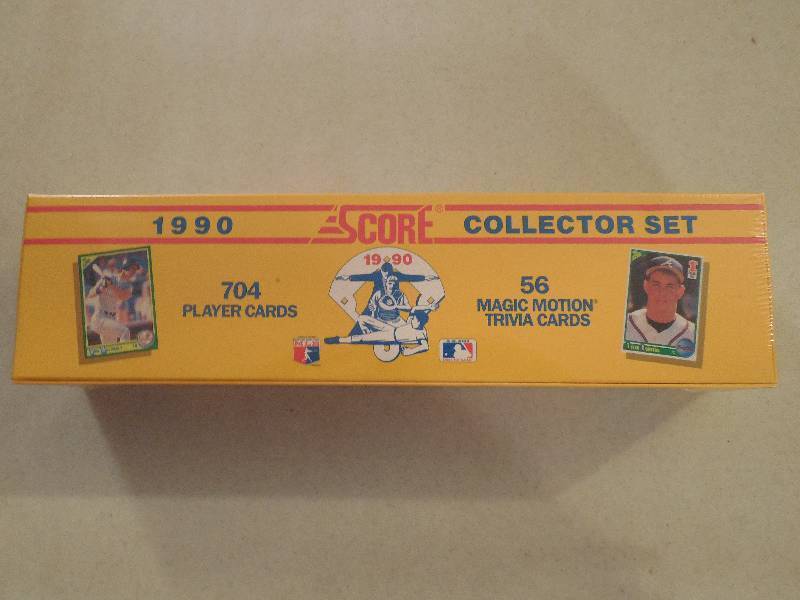 1990 SCORE® COLLECTOR SET
19 90
704
PLAYER CARDS
56
MAGIC MOTION®
TRIVIA CARDS